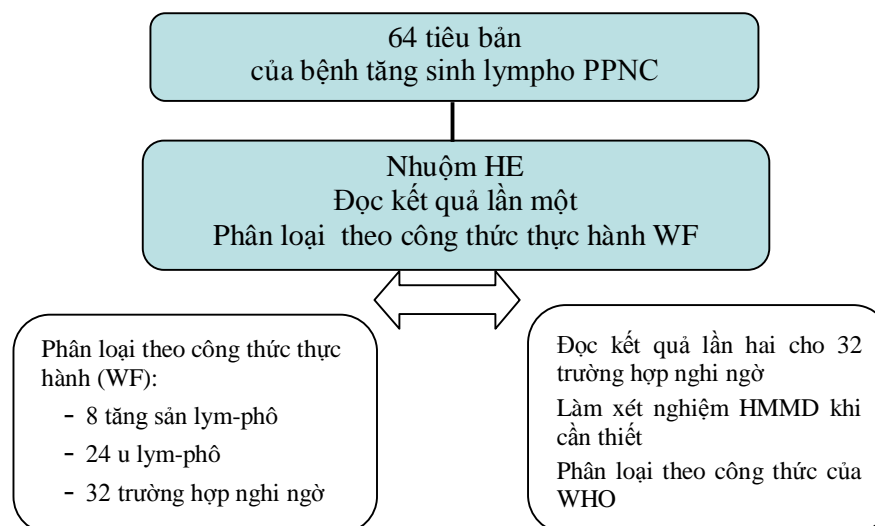 64 tiêu bản
của bệnh tăng sinh lympho PPNC
Nhuộm HE
Đọc kết quả lần một
Phân loại theo công thức thực hành WF
Phân loại theo công thức thực
hành (WF):
- 8 tăng sản lym-phô
- 24 u lym-phô
- 32 trường hợp nghi ngờ
Đọc kết quả lần hai cho 32
trường hợp nghi ngờ
Làm xét nghiệm HMMD khi
cần thiết
Phân loại theo công thức của
WHO